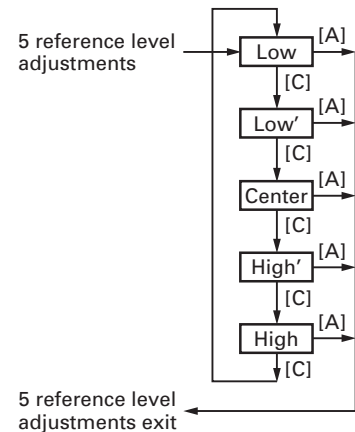 5 reference level
adjustments
Low
[A]
[C]
Low’
[A]
[C]
Center
[A]
[C]
High’
[A]
[C]
High
[A]
[C]
5 reference level
adjustments exit